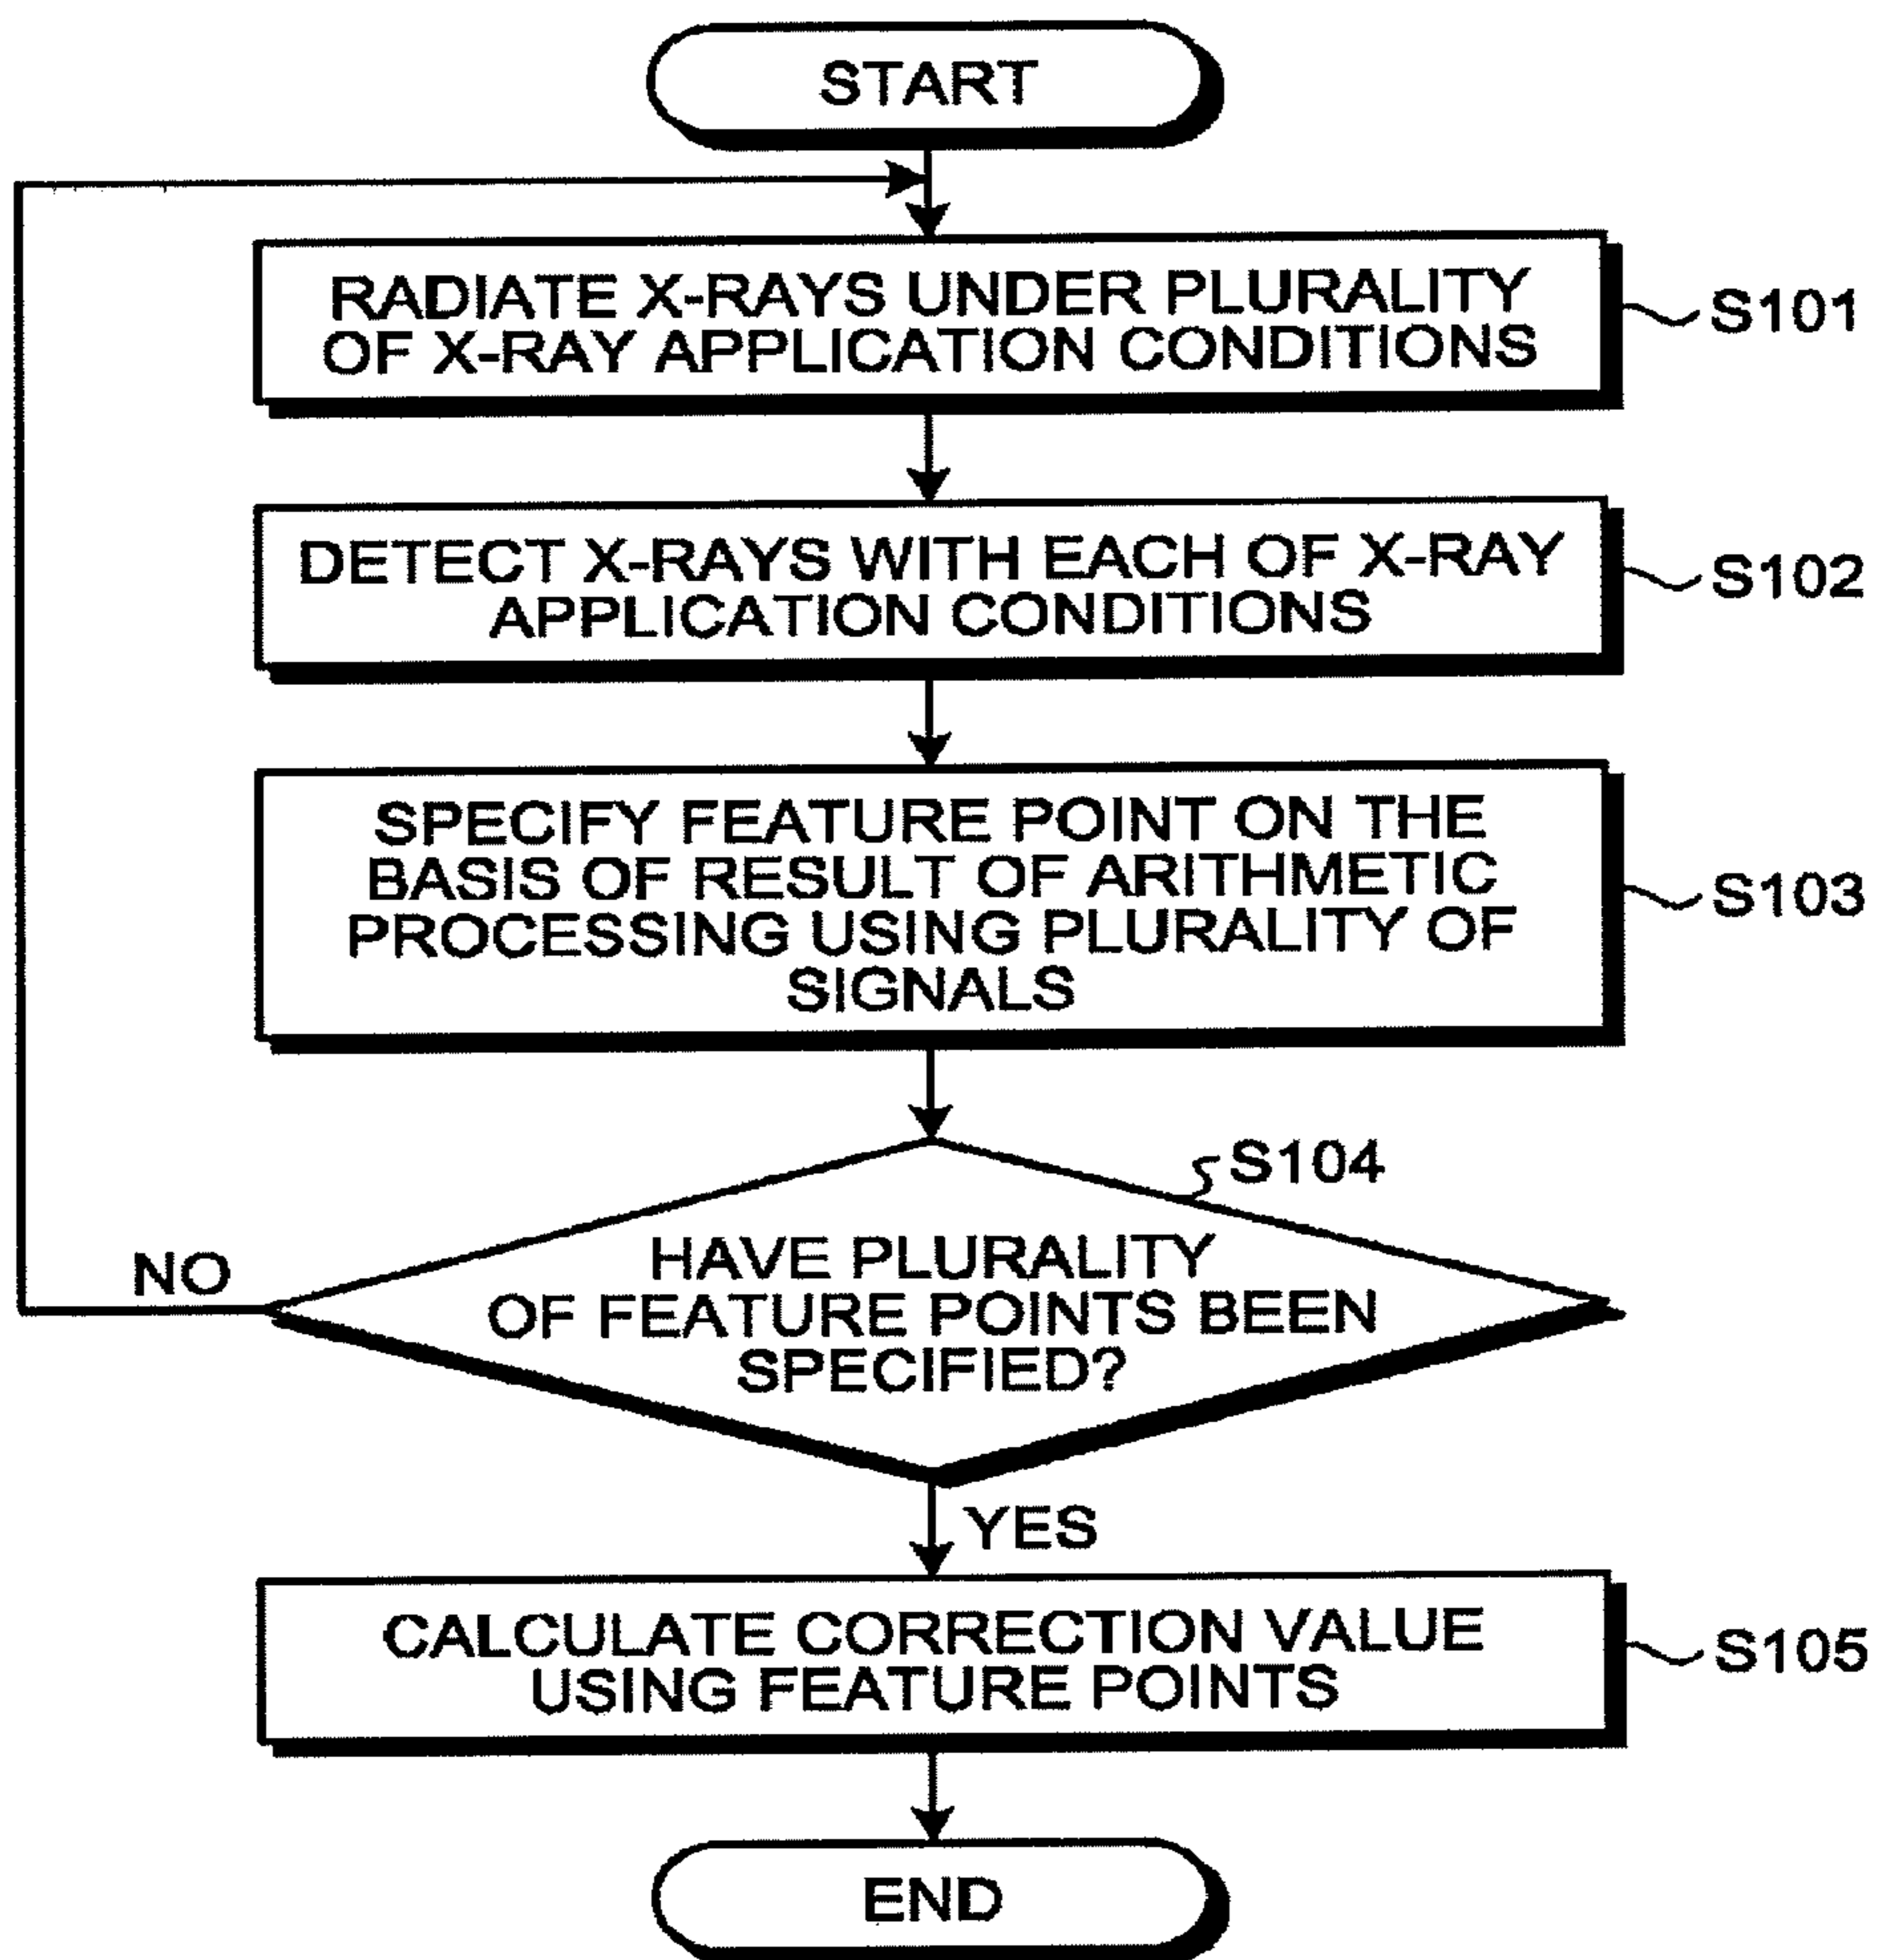 START
RADIATE X-RAYS UNDER PLURALITY
OF X-RAY APPLICATION CONDITIONS
S101
DETECT X-RAYS WITH EACH OF X-RAY
APPLICATION CONDITIONS
S102
SPECIFY FEATURE POINT ON THE
BASIS OF RESULT OF ARITHMETIC
PROCESSING USING PLURALITY OF
SIGNALS
S103
S104
HAVE PLURALITY
OF FEATURE POINTS BEEN
SPECIFIED?
NO
YES
CALCULATE CORRECTION VALUE
USING FEATURE POINTS
S105
END